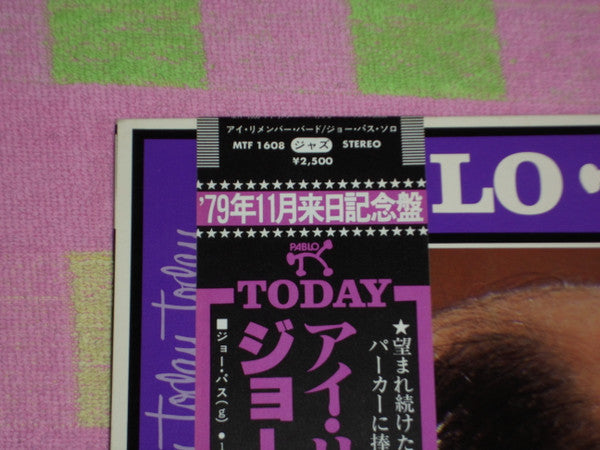 アイ・リメンバー・バード/ジョー・パス・ソロ
MTF 1608 ジャズ STEREO
¥2,500
★★★★★★★★★★★★★★★★★★★
'79年11月来日記念盤
★★★★★★★★★★★★★★★★★★★
PABLO
TODAY
★望まれ続けた
パーカーに捧
アイ・リ
ジョー
■ジョー・パス(g)
LO
today today